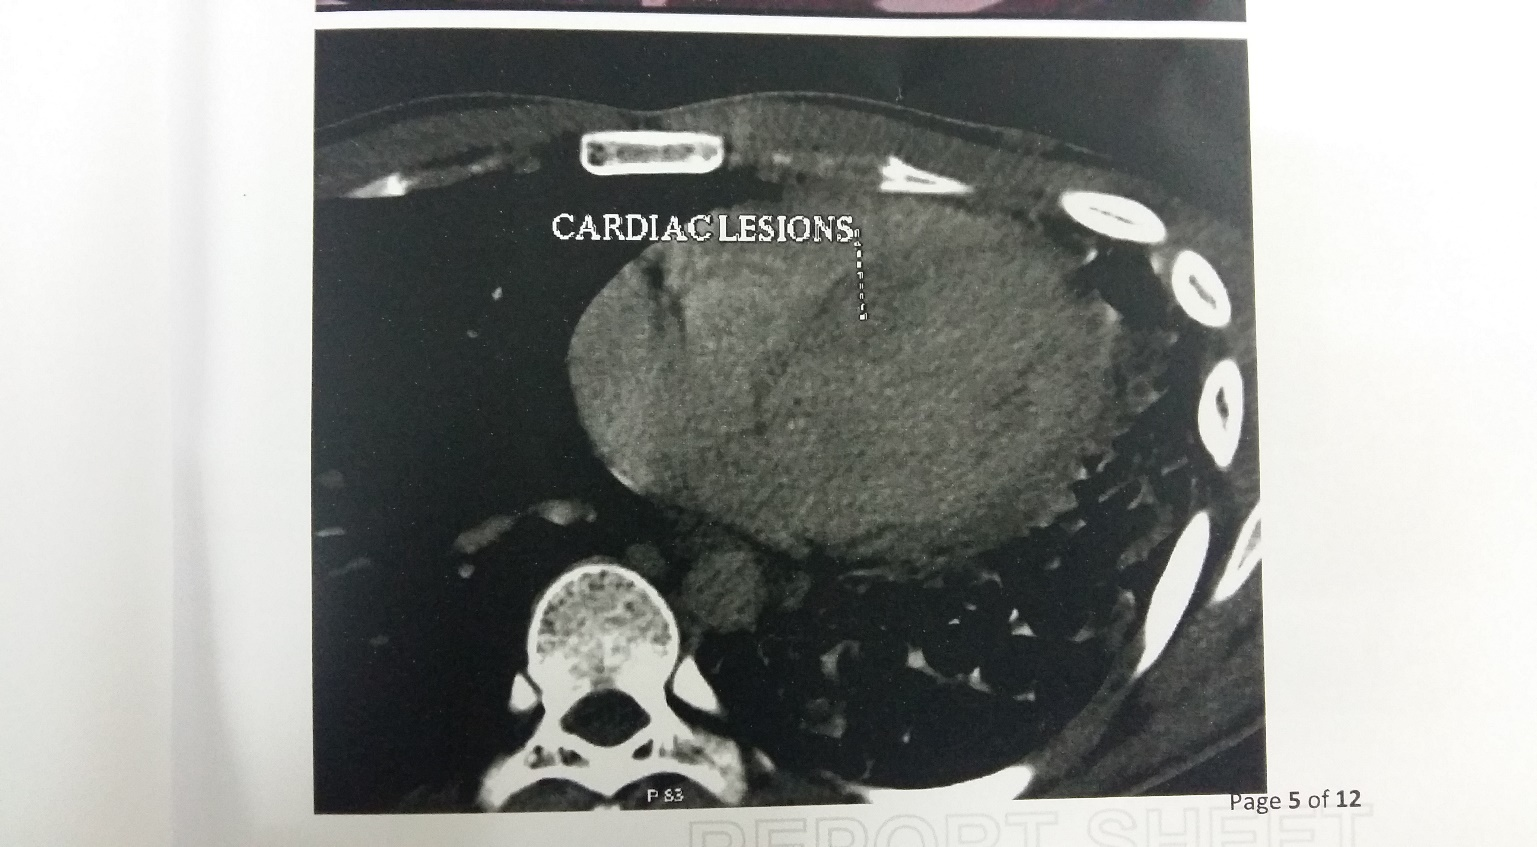 CARDIAC LESIONS
P 83
Page 5 of 12
REPORT SHEET